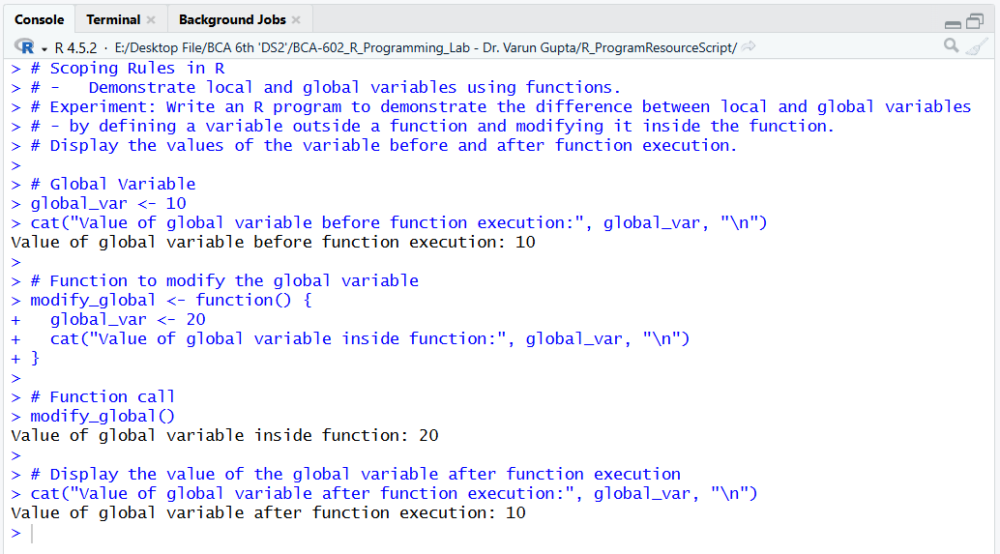 Console Terminal Background Jobs
R R 4.5.2 · E:/Desktop File/BCA 6th 'DS2'/BCA-602_R_Programming_Lab - Dr. Varun Gupta/R_ProgramResourceScript/
> # Scoping Rules in R
> # -   Demonstrate local and global variables using functions.
> # Experiment: Write an R program to demonstrate the difference between local and global variables
> # - by defining a variable outside a function and modifying it inside the function.
> # Display the values of the variable before and after function execution.
>
> # Global Variable
> global_var <- 10
> cat("Value of global variable before function execution:", global_var, "\n")
Value of global variable before function execution: 10
>
> # Function to modify the global variable
> modify_global <- function() {
+   global_var <- 20
+   cat("Value of global variable inside function:", global_var, "\n")
+ }
>
> # Function call
> modify_global()
Value of global variable inside function: 20
>
> # Display the value of the global variable after function execution
> cat("Value of global variable after function execution:", global_var, "\n")
Value of global variable after function execution: 10
>